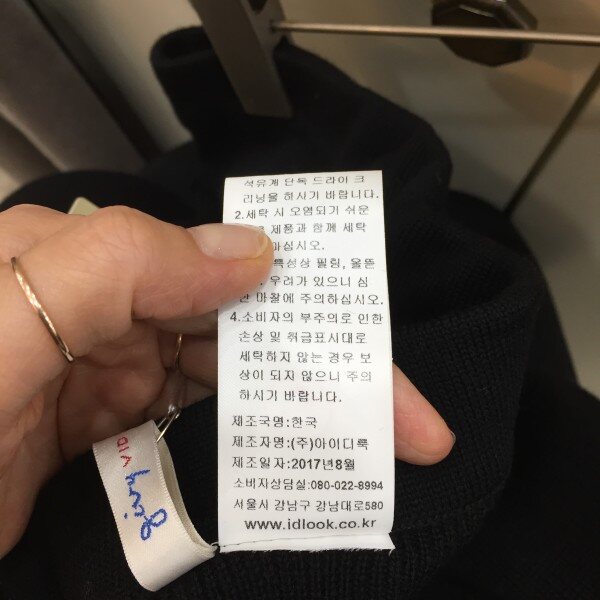 석유계 단독 드라이 크
리닝을 하시기 바랍니다.
2.세탁 시 오염되기 쉬운
제품과 함께 세탁
마십시오.
특성상 필링, 올뜯
우려가 있으니 심
한 마찰에 주의하십시오.
4.소비자의 부주의로 인한
손상 및 취급표시대로
세탁하지 않는 경우 보
상이 되지 않으니 주의
하시기 바랍니다.
제조국명:한국
제조자명:(주)아이디룩
제조일자:2017년8월
소비자상담실:080-022-8994
서울시 강남구 강남대로580
www.idlook.co.kr